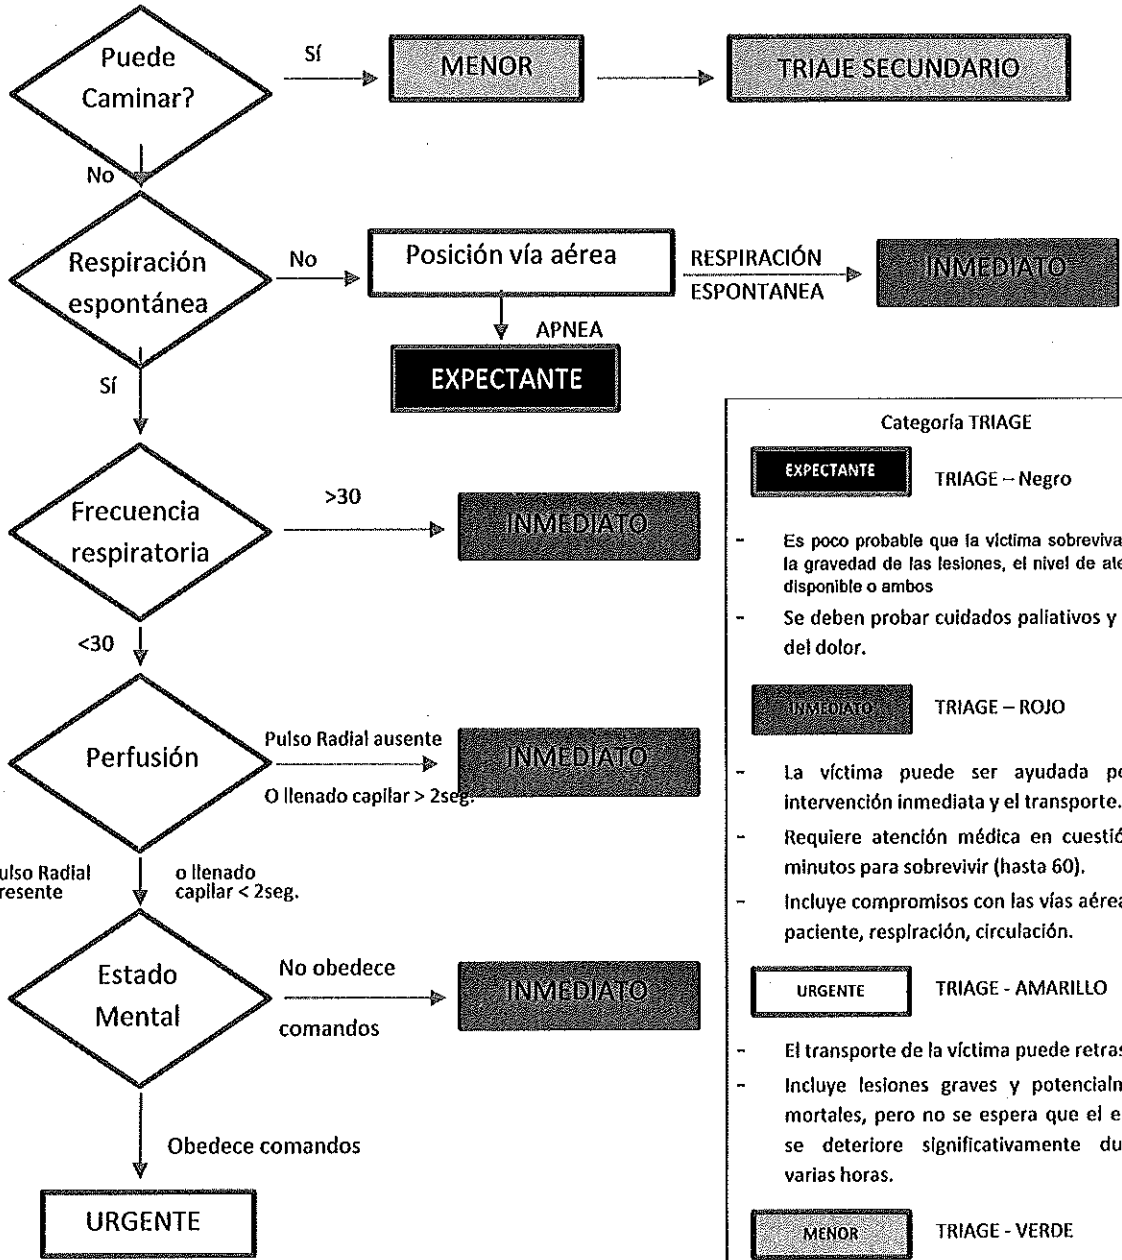 Puede
Caminar?
Sí
MENOR
TRIAJE SECUNDARIO
No
Respiración
espontánea
No
Posición vía aérea
RESPIRACIÓN
ESPONTANEA
INMEDIATO
APNEA
EXPECTANTE
Sí
Frecuencia
respiratoria
>30
INMEDIATO
<30
Perfusión
Pulso Radial ausente
O llenado capilar > 2seg.
INMEDIATO
ulso Radial
resente
o llenado
capilar < 2seg.
Estado
Mental
No obedece
comandos
INMEDIATO
Obedece comandos
URGENTE
Categoría TRIAGE
EXPECTANTE
TRIAGE – Negro
- Es poco probable que la víctima sobreviva
la gravedad de las lesiones, el nivel de ate
disponible o ambos
- Se deben probar cuidados paliativos y
del dolor.
INMEDIATO
TRIAGE – ROJO
- La víctima puede ser ayudada po
intervención inmediata y el transporte.
- Requiere atención médica en cuestió
minutos para sobrevivir (hasta 60).
- Incluye compromisos con las vías aérea
paciente, respiración, circulación.
URGENTE
TRIAGE - AMARILLO
- El transporte de la víctima puede retras
- Incluye lesiones graves y potencialm
mortales, pero no se espera que el e
se deteriore significativamente du
varias horas.
MENOR
TRIAGE - VERDE